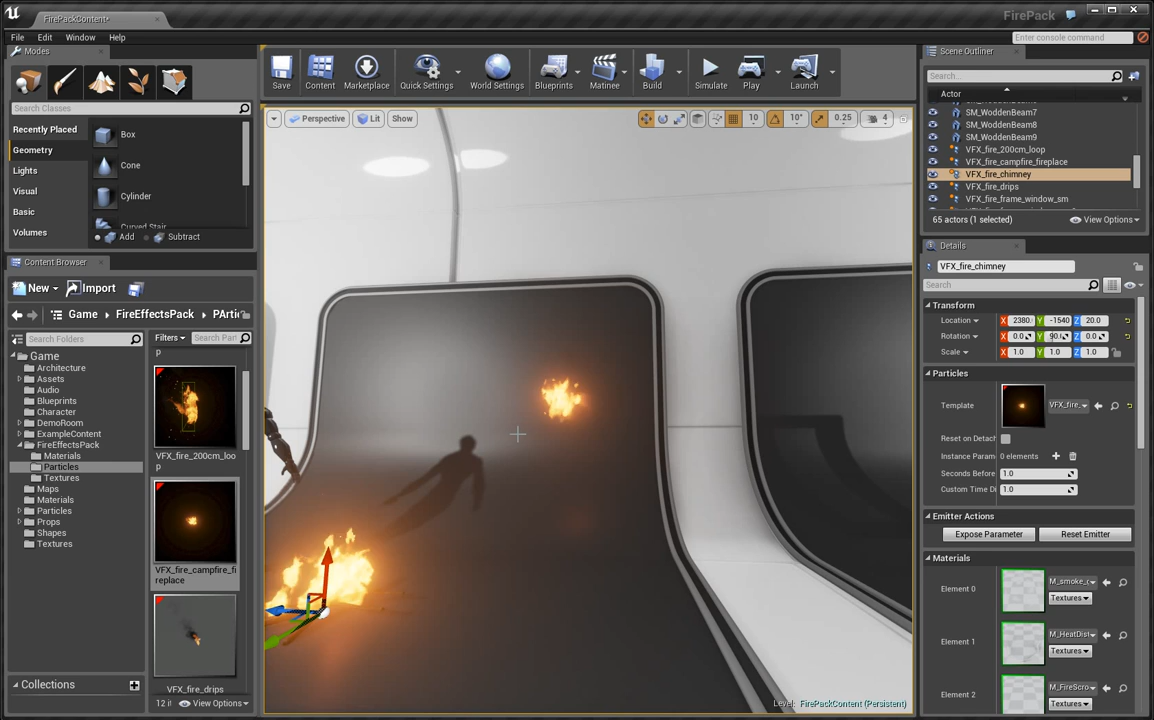 FirePackContent*
FirePack
File Edit Window Help
Enter console command
Modes
Search Classes
Recently Placed
Geometry
Lights
Visual
Basic
Volumes
Box
Cone
Cylinder
Curved Stair
Add Subtract
Content Browser
New Import
Game FireEffectsPack PArti
Search Folders
Game
Architecture
Assets
Audio
Blueprints
Character
DemoRoom
ExampleContent
FireEffectsPack
Materials
Particles
Textures
Maps
Materials
Particles
Props
Shapes
Textures
Collections
Filters Search Part
p
VFX_fire_200cm_loo
p
VFX_fire_campfire_fi
replace
VFX_fire_drips
View Options
Save Content Marketplace Quick Settings World Settings Blueprints Matinee Build Simulate Play Launch
Perspective Lit Show
10 10° 0.25 4
Level: FirePackContent (Persistent)
Scene Outliner
Search...
Actor
SM_WoddenBeam7
SM_WoddenBeam8
SM_WoddenBeam9
VFX_fire_200cm_loop
VFX_fire_campfire_fireplace
VFX_fire_chimney
VFX_fire_drips
VFX_fire_frame_window_sm
65 actors (1 selected) View Options
Details
VFX_fire_chimney
Search
Transform
Location X 2380. Y -1540 Z 20.0
Rotation X 0.0 Y 90.0 Z 0.0
Scale X 1.0 Y 1.0 Z 1.0
Particles
Template VFX_fire_
Reset on Detach
Instance Param 0 elements
Seconds Before 1.0
Custom Time Di 1.0
Emitter Actions
Expose Parameter Reset Emitter
Materials
Element 0 M_smoke_
Textures
Element 1 M_HeatDist
Textures
Element 2 M_FireScro
Textures